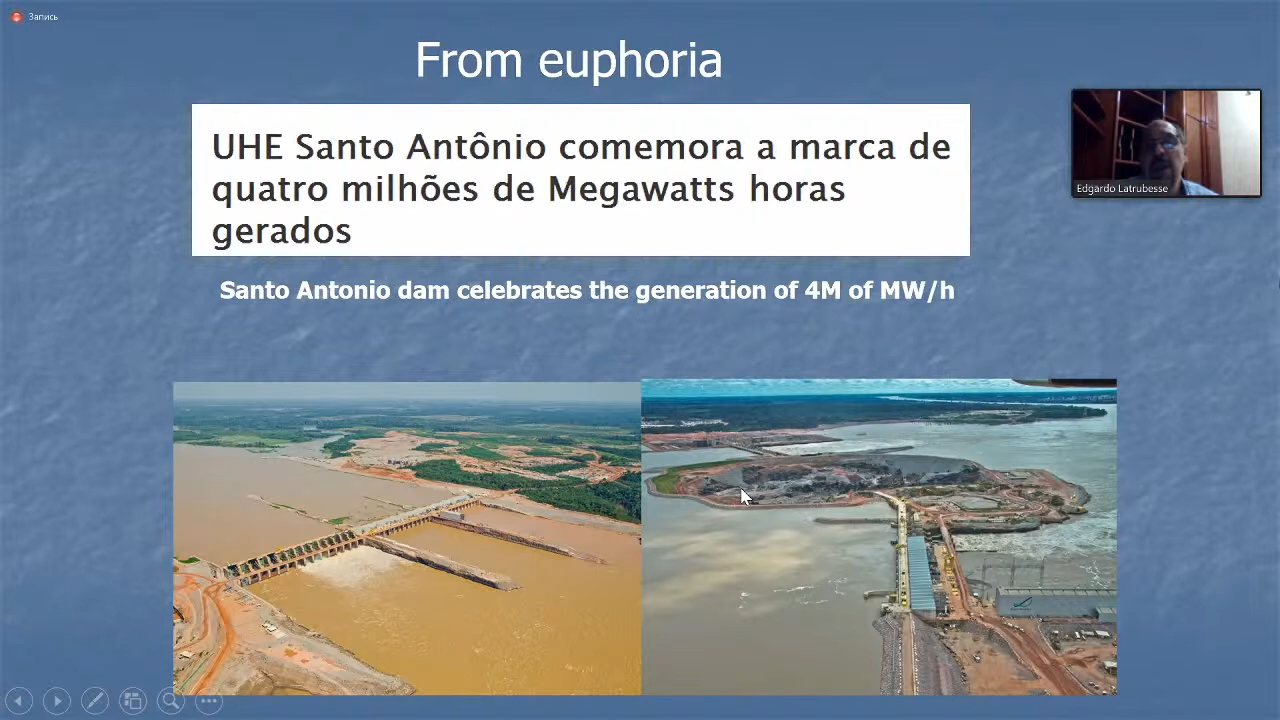 Запись
From euphoria
UHE Santo Antônio comemora a marca de
quatro milhões de Megawatts horas
gerados
Edgardo Latrubesse
Santo Antonio dam celebrates the generation of 4M of MW/h